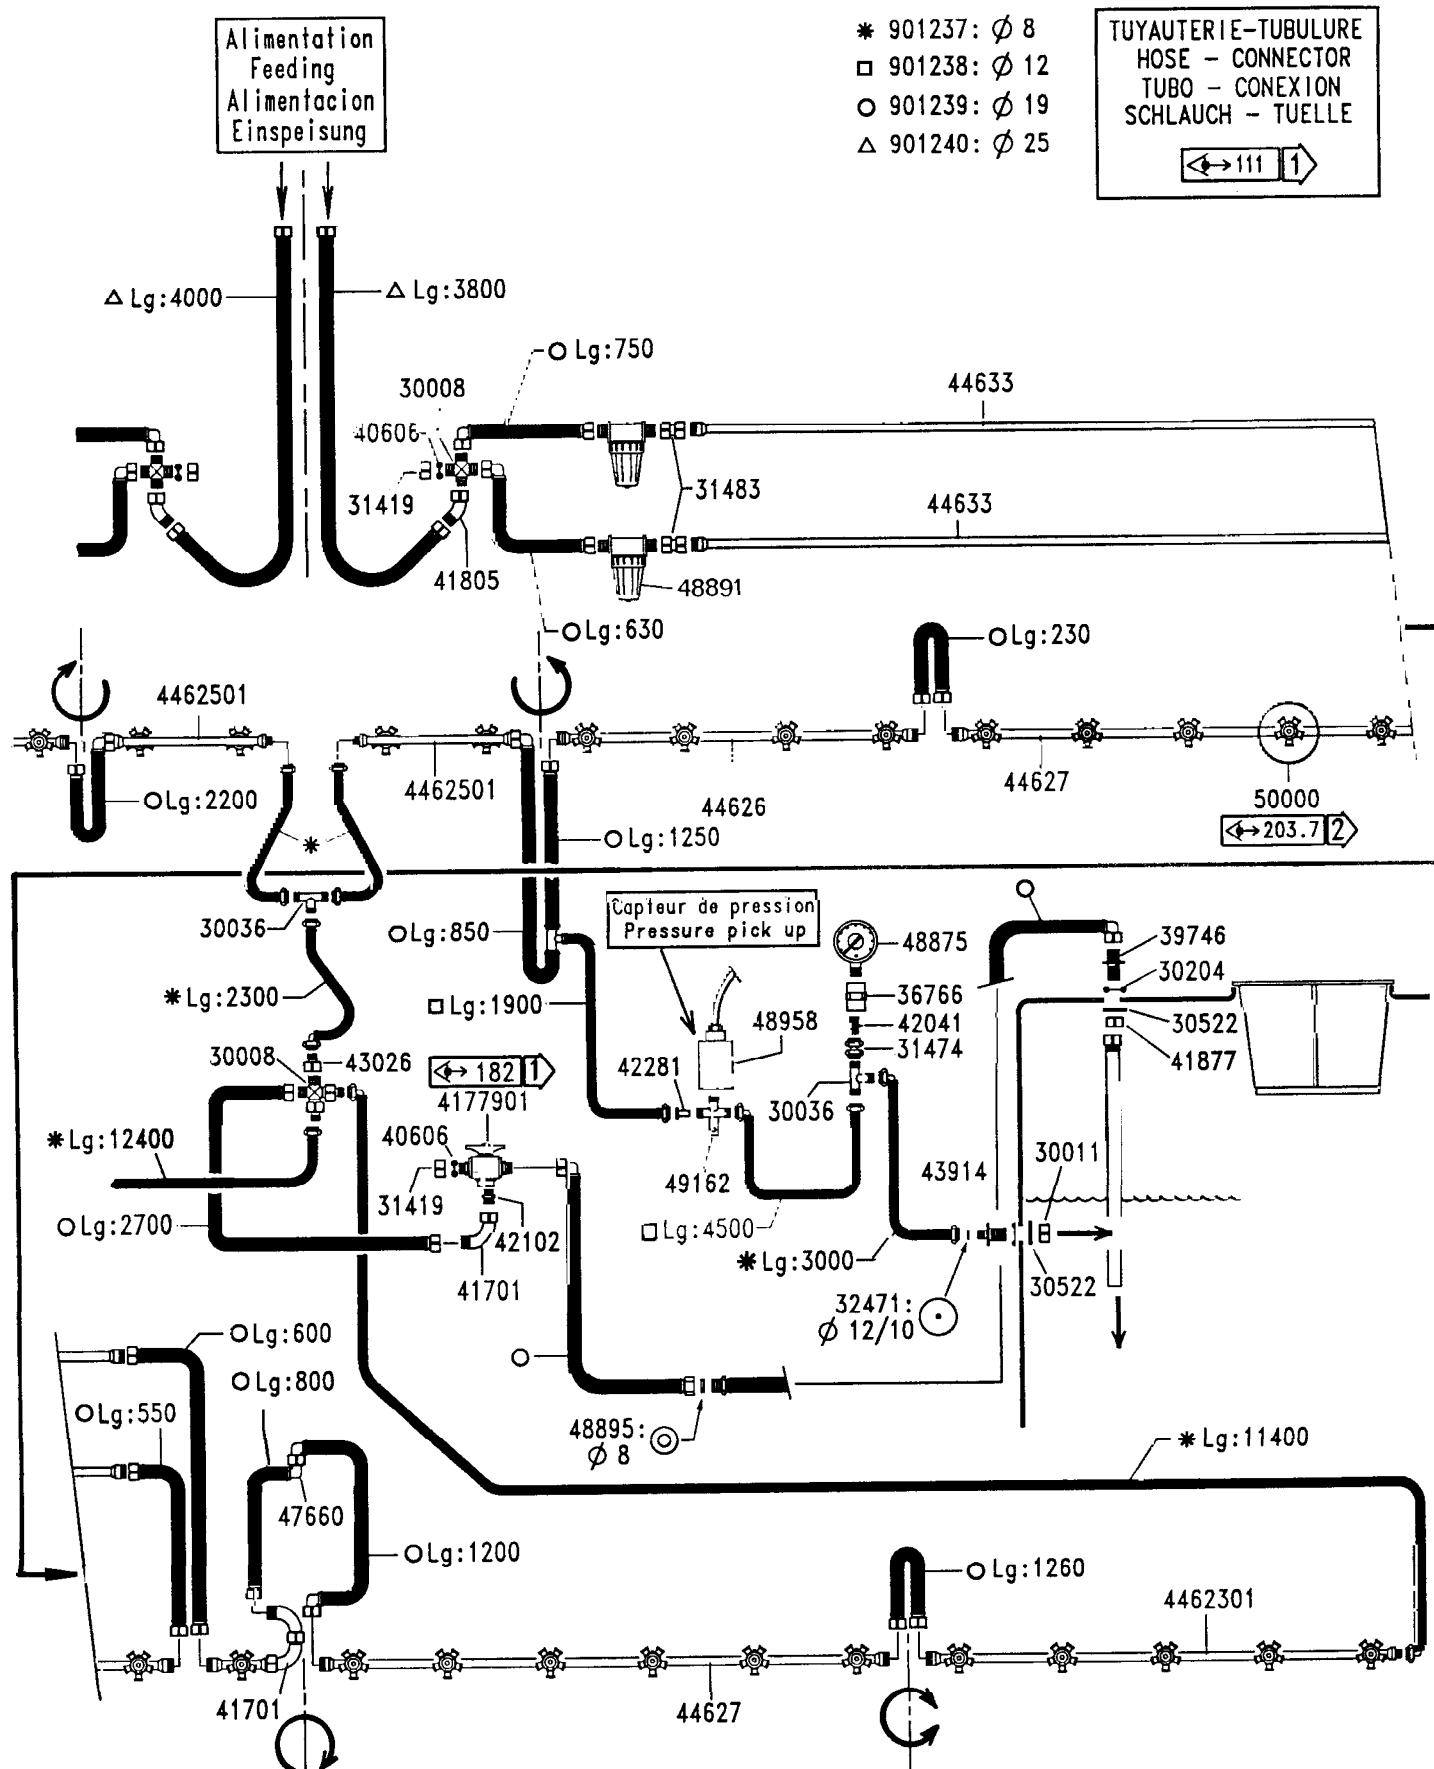 Alimentation
Feeding
Alimentacion
Einspeisung
✱ 901237: Ø 8
□ 901238: Ø 12
○ 901239: Ø 19
△ 901240: Ø 25
TUYAUTERIE-TUBULURE
HOSE - CONNECTOR
TUBO - CONEXION
SCHLAUCH - TUELLE
111 1
△ Lg:4000
△ Lg:3800
○ Lg:750
30008
44633
40606
31419
31483
44633
41805
48891
○ Lg:630
○ Lg:230
4462501
4462501
44627
○ Lg:2200
44626
50000
203.7 2
○ Lg:1250
✱
○
30036
○ Lg:850
Capteur de pression
Pressure pick up
48875
39746
✱ Lg:2300
□ Lg:1900
36766
30204
48958
42041
30522
30008
43026
182 1
42281
31474
41877
4177901
30036
✱ Lg:12400
40606
43914
30011
31419
49162
○ Lg:2700
42102
□ Lg:4500
✱ Lg:3000
41701
30522
32471:
Ø 12/10
○ Lg:600
○
○ Lg:800
○ Lg:550
48895:
Ø 8
✱ Lg:11400
47660
○ Lg:1200
○ Lg:1260
4462301
41701
44627